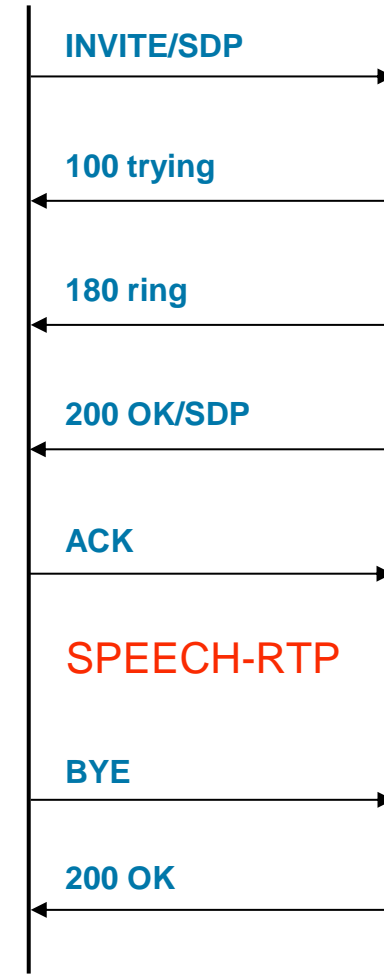 INVITE/SDP
100 trying
180 ring
200 OK/SDP
ACK
SPEECH-RTP
BYE
200 OK